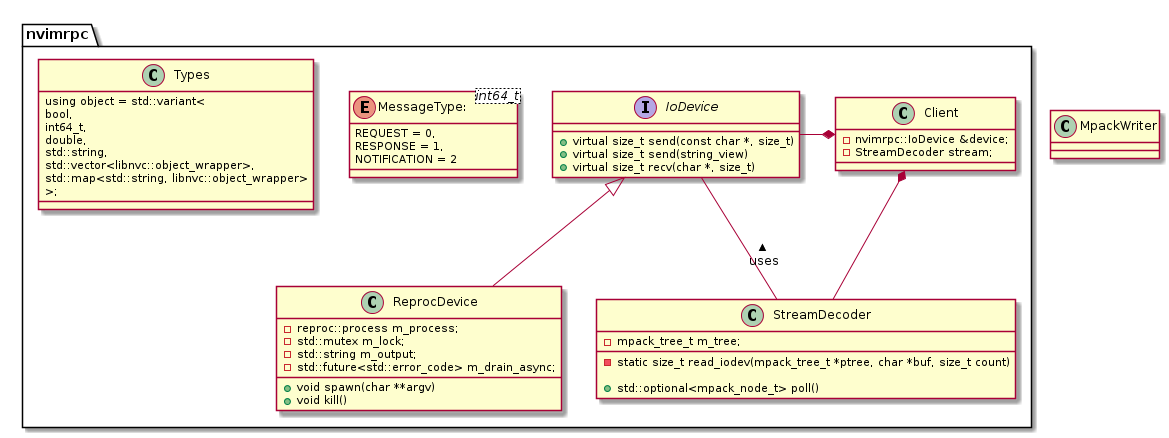 nvimrpc
C Types
using object = std::variant<
bool,
int64_t,
double,
std::string,
std::vector<libnvc::object_wrapper>,
std::map<std::string, libnvc::object_wrapper>
>;
E MessageType:
int64_t
REQUEST = 0,
RESPONSE = 1,
NOTIFICATION = 2
I IoDevice
virtual size_t send(const char *, size_t)
virtual size_t send(string_view)
virtual size_t recv(char *, size_t)
C Client
nvimrpc::IoDevice &device;
StreamDecoder stream;
C MpackWriter
uses
C ReprocDevice
reproc::process m_process;
std::mutex m_lock;
std::string m_output;
std::future<std::error_code> m_drain_async;
void spawn(char **argv)
void kill()
C StreamDecoder
mpack_tree_t m_tree;
static size_t read_iodev(mpack_tree_t *ptree, char *buf, size_t count)
std::optional<mpack_node_t> poll()